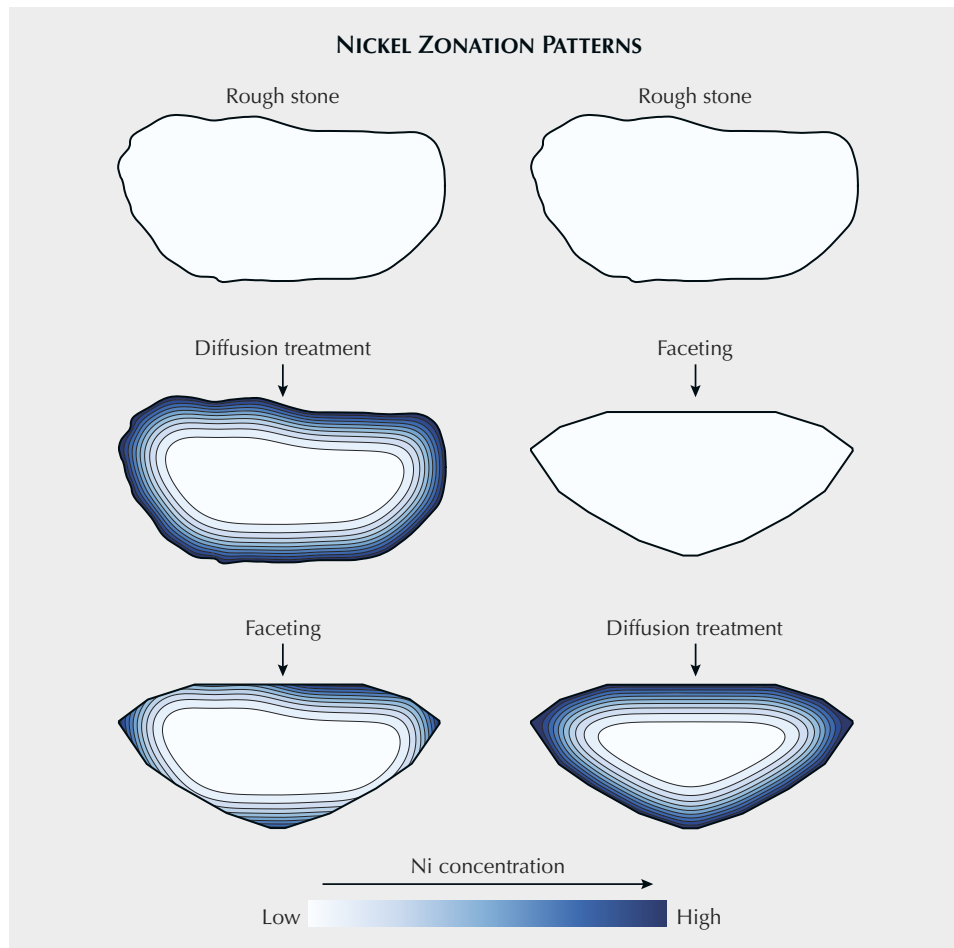 NICKEL ZONATION PATTERNS
Rough stone
Rough stone
Diffusion treatment
Faceting
Faceting
Diffusion treatment
Ni concentration
Low
High